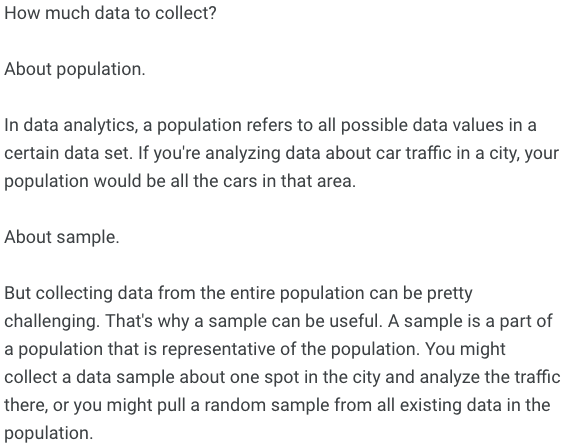 How much data to collect?
About population.
In data analytics, a population refers to all possible data values in a
certain data set. If you're analyzing data about car traffic in a city, your
population would be all the cars in that area.
About sample.
But collecting data from the entire population can be pretty
challenging. That's why a sample can be useful. A sample is a part of
a population that is representative of the population. You might
collect a data sample about one spot in the city and analyze the traffic
there, or you might pull a random sample from all existing data in the
population.